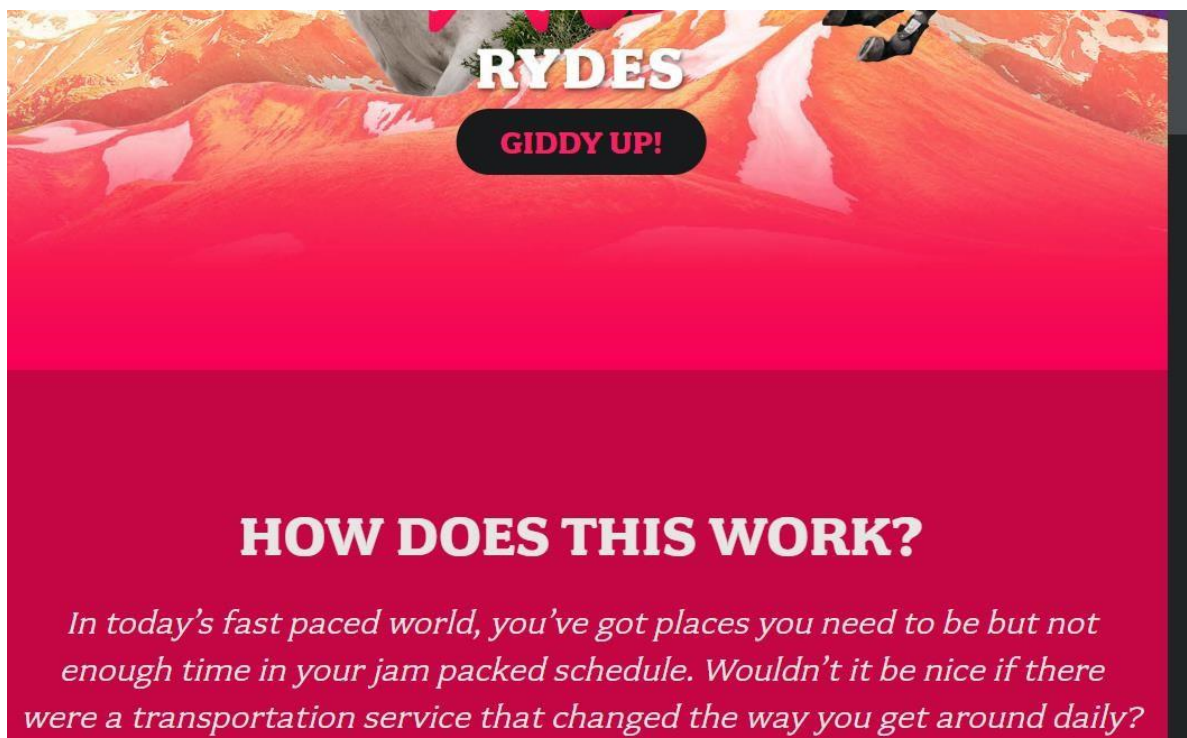 RYDES
GIDDY UP!
HOW DOES THIS WORK?
In today's fast paced world, you've got places you need to be but not
enough time in your jam packed schedule. Wouldn't it be nice if there
were a transportation service that changed the way you get around daily?